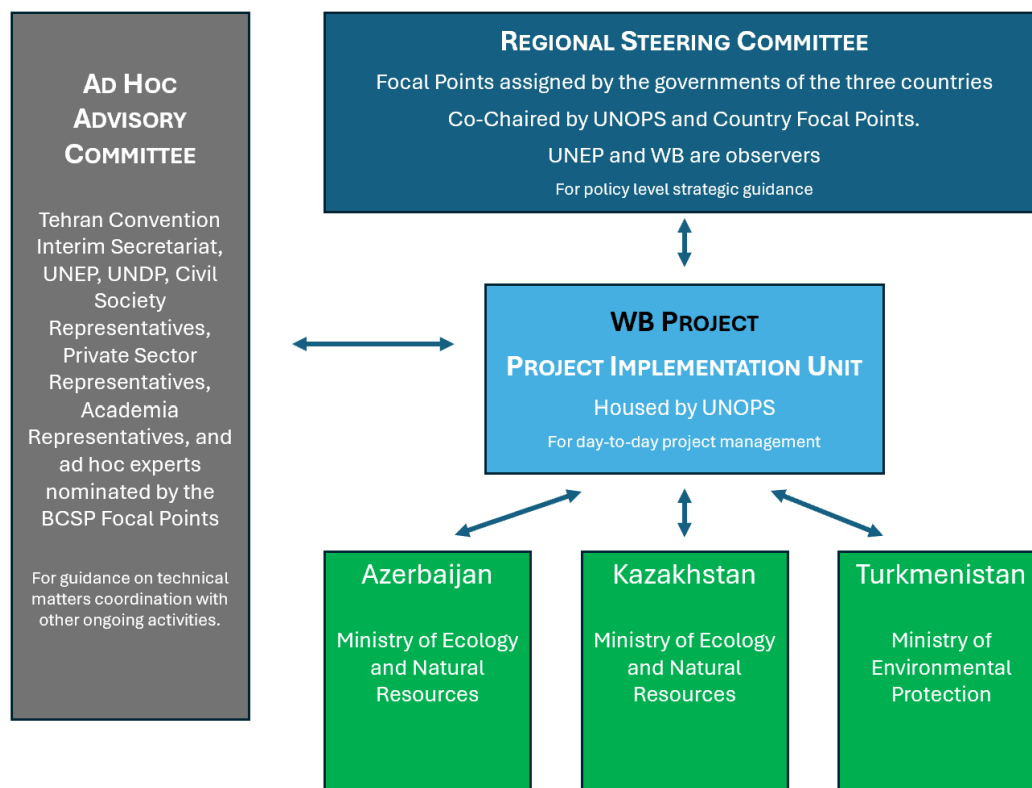 AD HOC
ADVISORY
COMMITTEE
Tehran Convention
Interim Secretariat,
UNEP, UNDP, Civil
Society
Representatives,
Private Sector
Representatives,
Academia
Representatives, and
ad hoc experts
nominated by the
BCSP Focal Points
For guidance on technical
matters coordination with
other ongoing activities.
REGIONAL STEERING COMMITTEE
Focal Points assigned by the governments of the three countries
Co-Chaired by UNOPS and Country Focal Points.
UNEP and WB are observers
For policy level strategic guidance
WB PROJECT
PROJECT IMPLEMENTATION UNIT
Housed by UNOPS
For day-to-day project management
Azerbaijan
Ministry of Ecology
and Natural
Resources
Kazakhstan
Ministry of Ecology
and Natural
Resources
Turkmenistan
Ministry of
Environmental
Protection